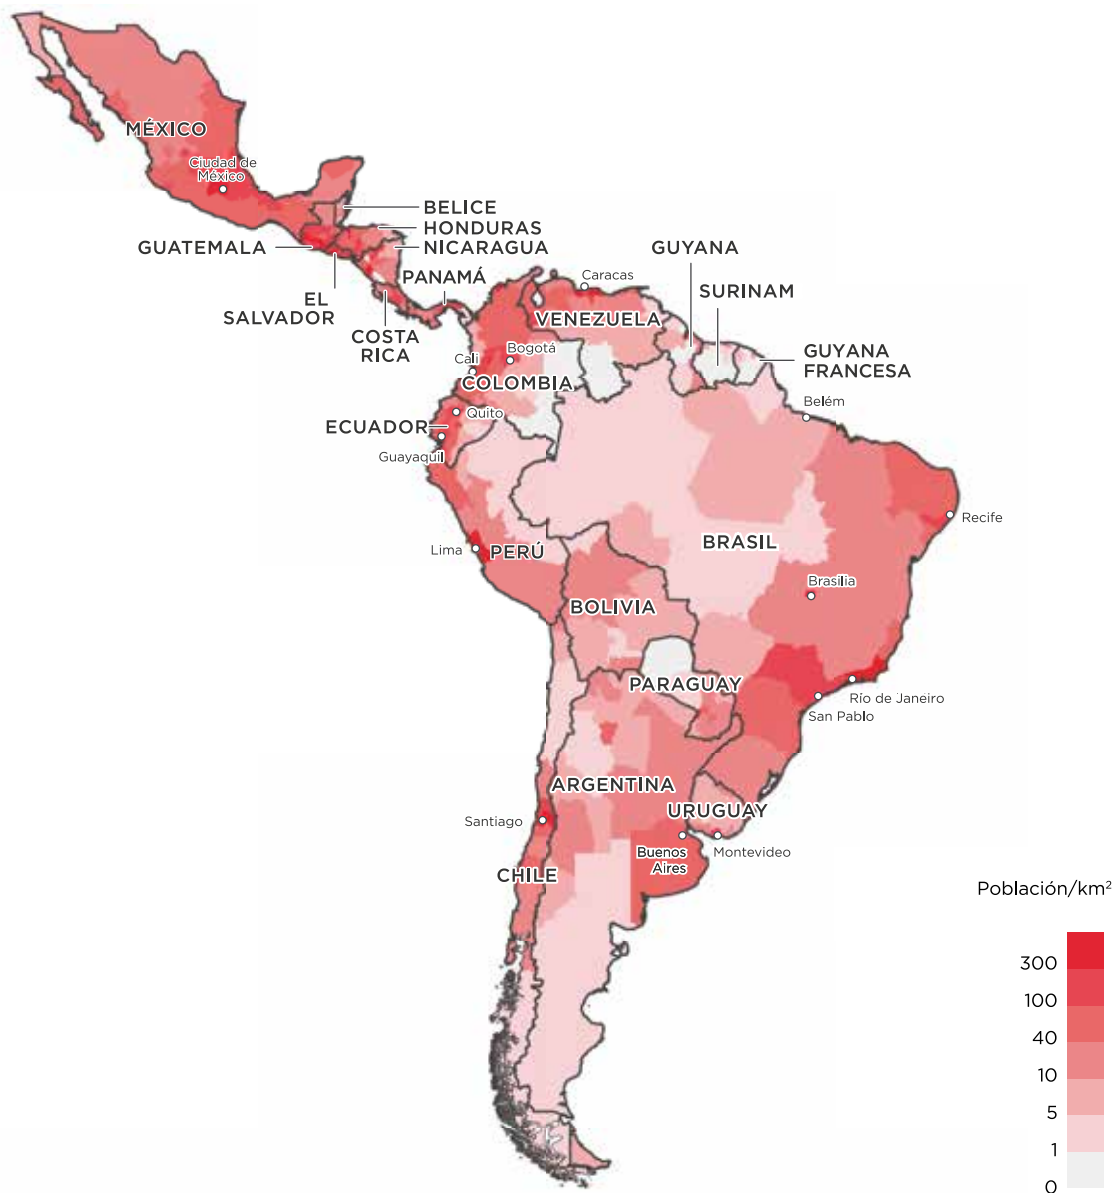 MÉXICO
Ciudad de
México
BELICE
HONDURAS
GUATEMALA
NICARAGUA
GUYANA
PANAMÁ
Caracas
SURINAM
EL
SALVADOR
VENEZUELA
COSTA
RICA
Bogotá
GUYANA
FRANCESA
Cali
COLOMBIA
Belém
Quito
ECUADOR
Guayaquil
Recife
BRASIL
Lima
PERÚ
Brasilia
BOLIVIA
PARAGUAY
Río de Janeiro
San Pablo
ARGENTINA
URUGUAY
Santiago
Buenos
Aires
Montevideo
CHILE
Población/km²
300
100
40
10
5
1
0